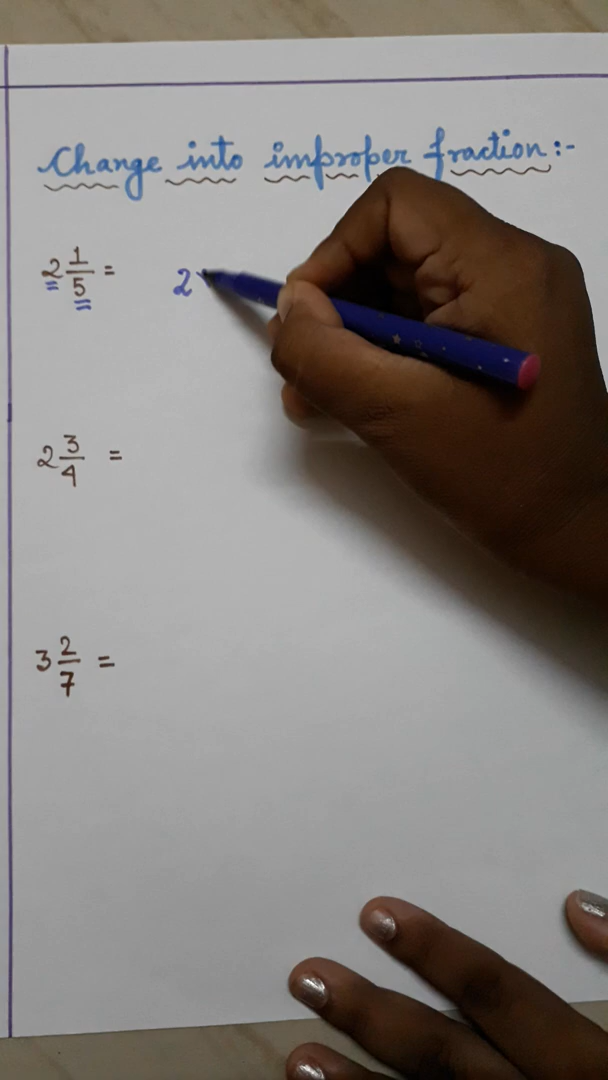 Change into improper fraction :-
2 1/5 = 2
2 3/4 =
3 2/7 =